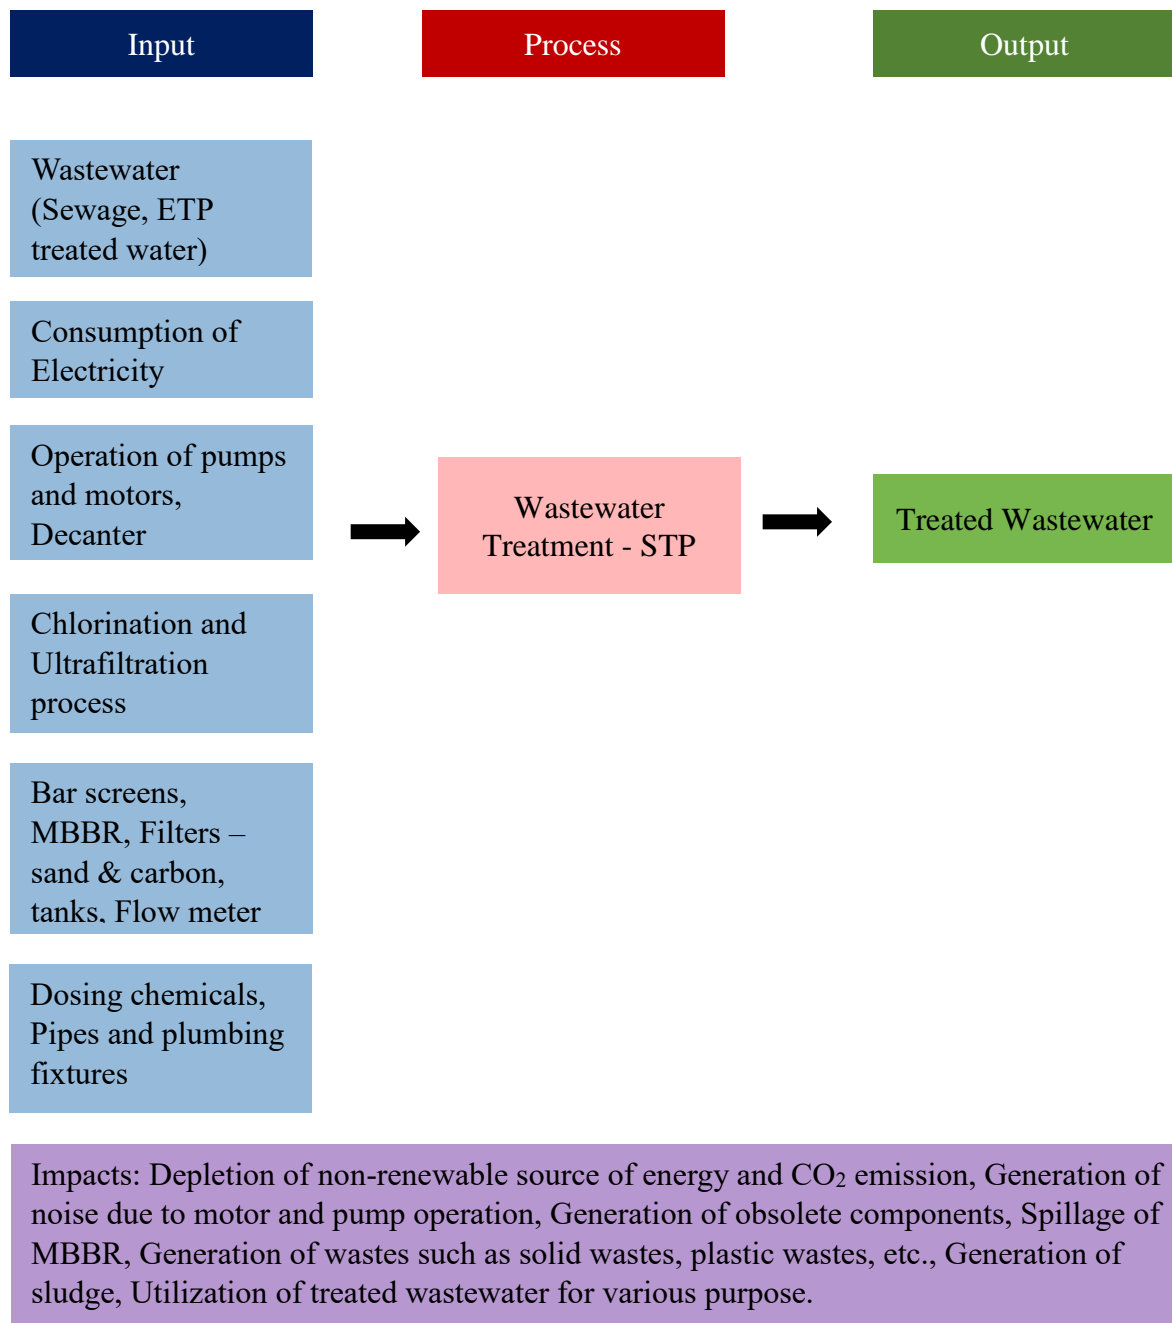 Input
Process
Output
Wastewater
(Sewage, ETP
treated water)
Consumption of
Electricity
Operation of pumps
and motors,
Decanter
Wastewater
Treatment - STP
Treated Wastewater
Chlorination and
Ultrafiltration
process
Bar screens,
MBBR, Filters –
sand & carbon,
tanks, Flow meter
Dosing chemicals,
Pipes and plumbing
fixtures
Impacts: Depletion of non-renewable source of energy and CO₂ emission, Generation of
noise due to motor and pump operation, Generation of obsolete components, Spillage of
MBBR, Generation of wastes such as solid wastes, plastic wastes, etc., Generation of
sludge, Utilization of treated wastewater for various purpose.